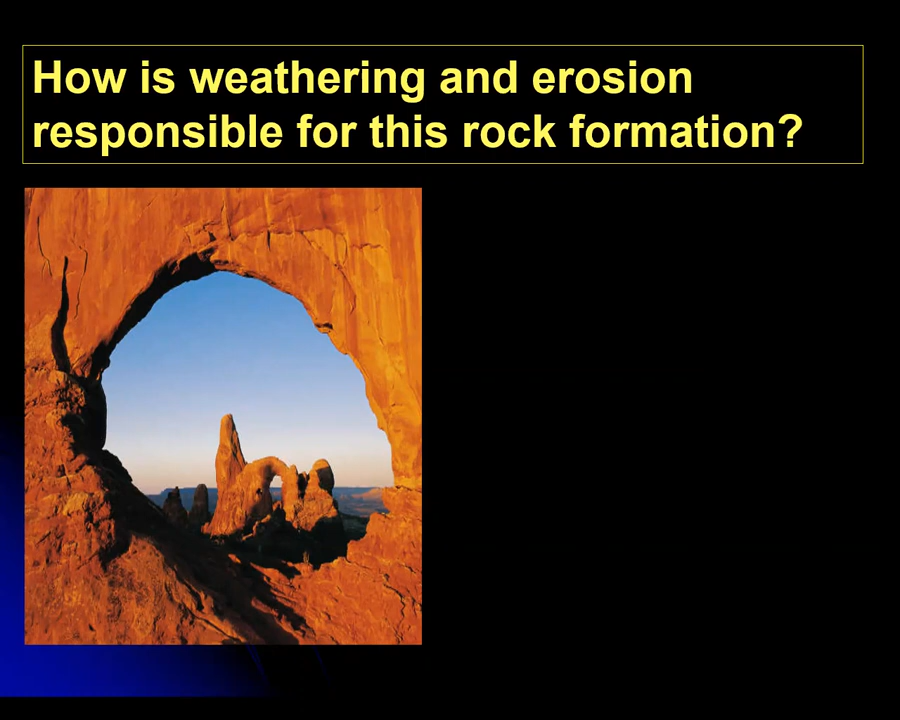 How is weathering and erosion
responsible for this rock formation?